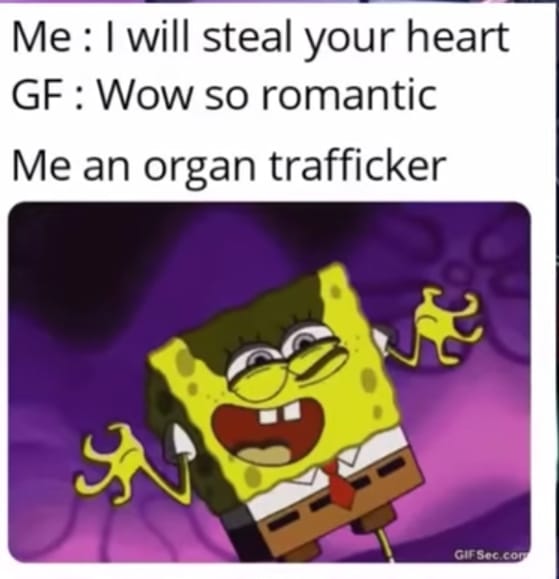 Me : I will steal your heart
GF : Wow so romantic
Me an organ trafficker
GIFSec.com